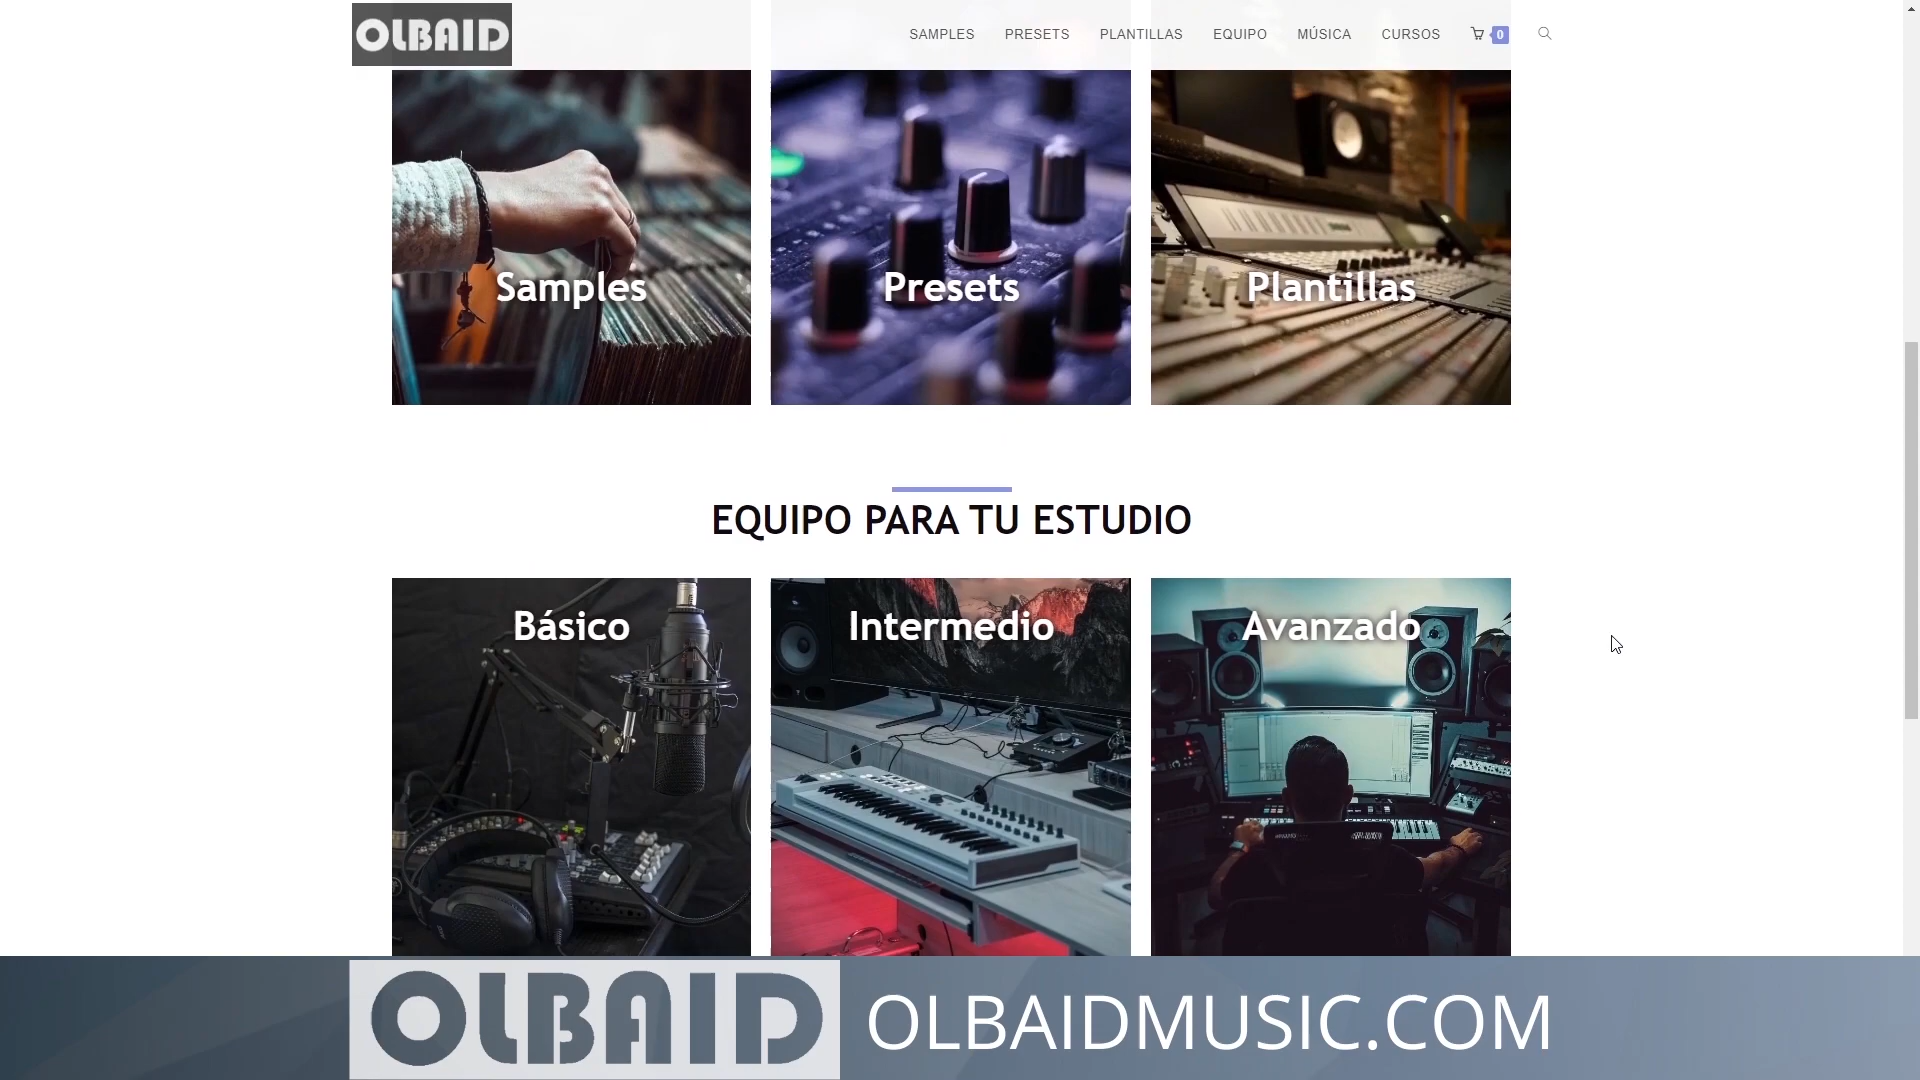 OLBAID
SAMPLES PRESETS PLANTILLAS EQUIPO MÚSICA CURSOS 0
Samples
Presets
Plantillas
EQUIPO PARA TU ESTUDIO
Básico
Intermedio
Avanzado
OLBAID OLBAIDMUSIC.COM